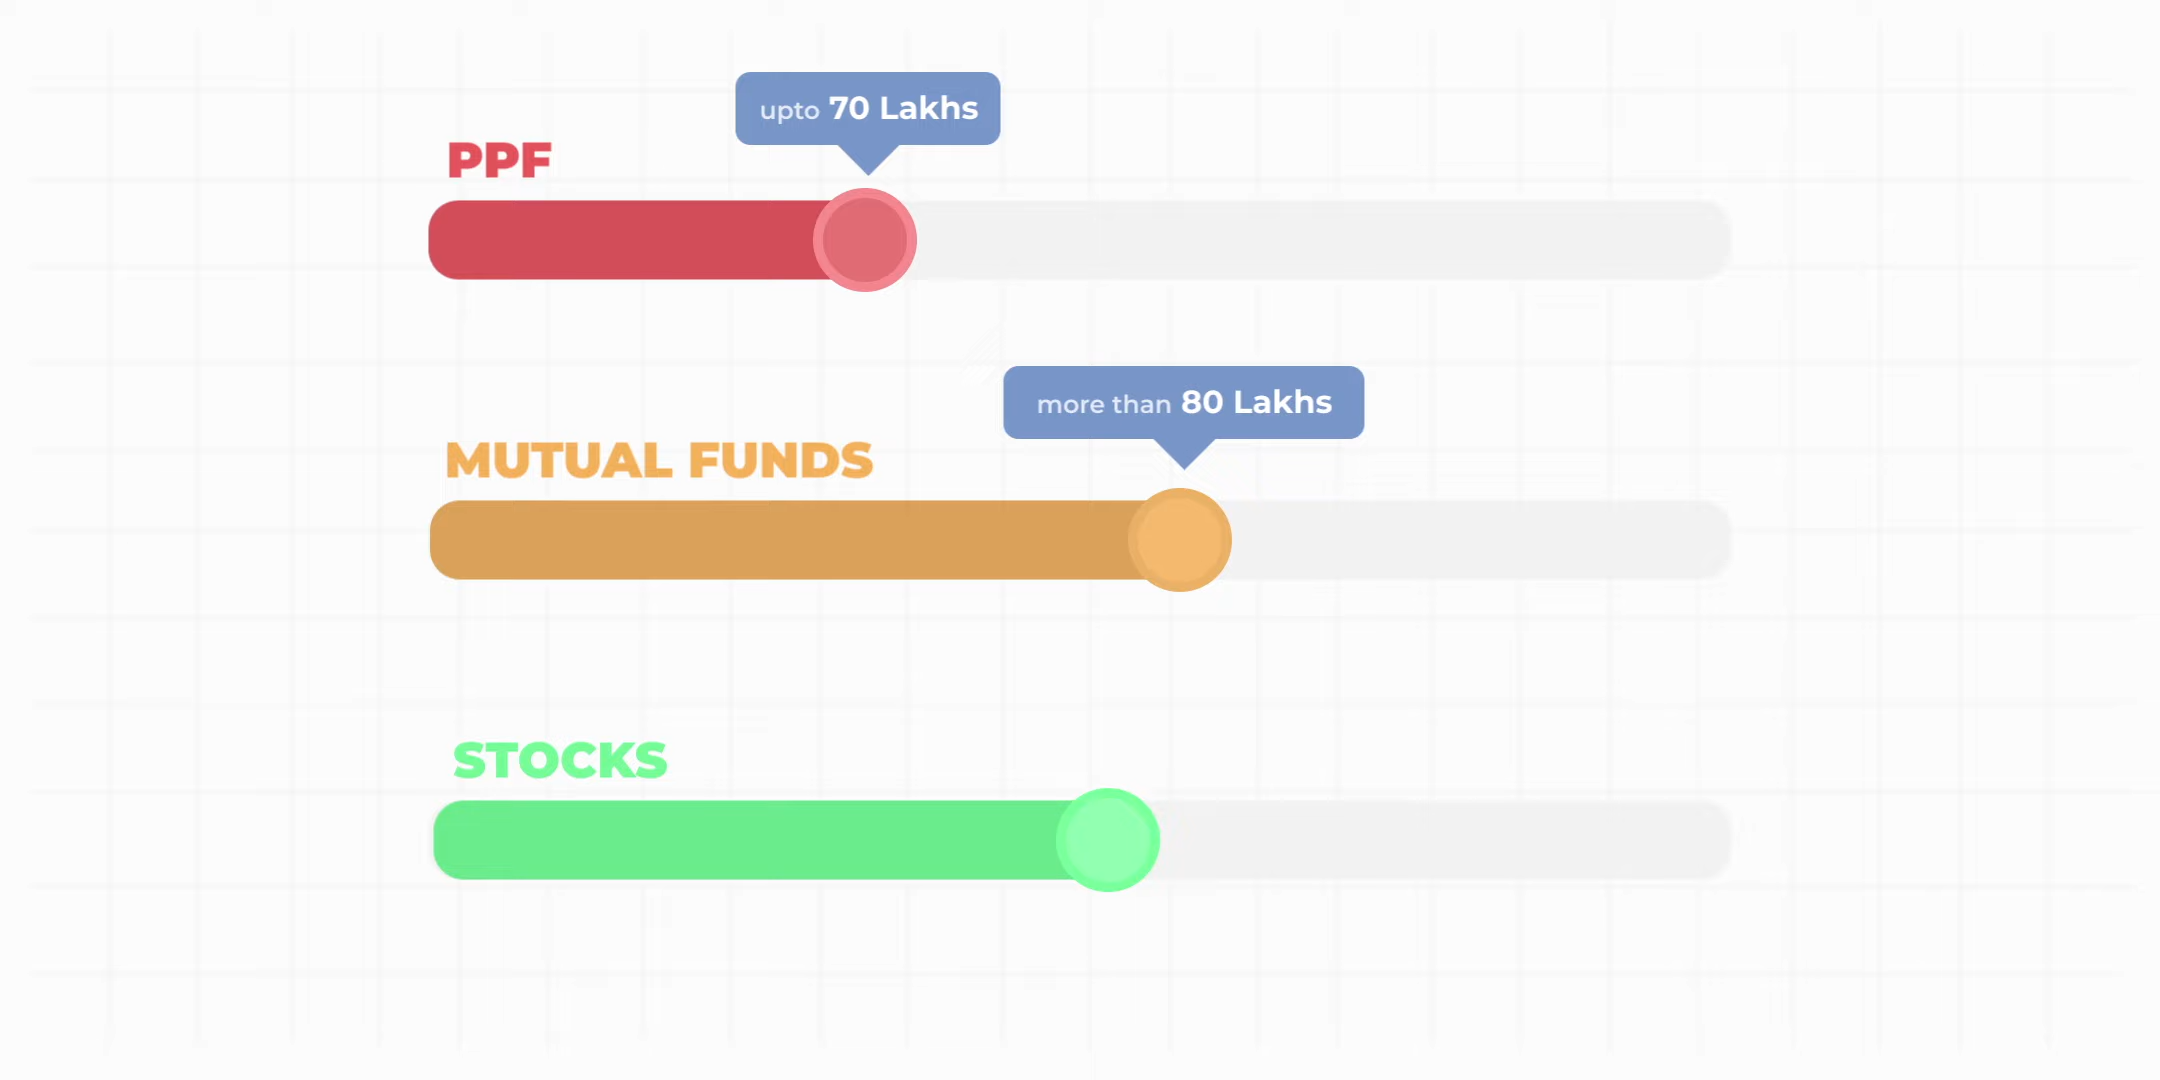 upto 70 Lakhs
PPF
more than 80 Lakhs
MUTUAL FUNDS
STOCKS